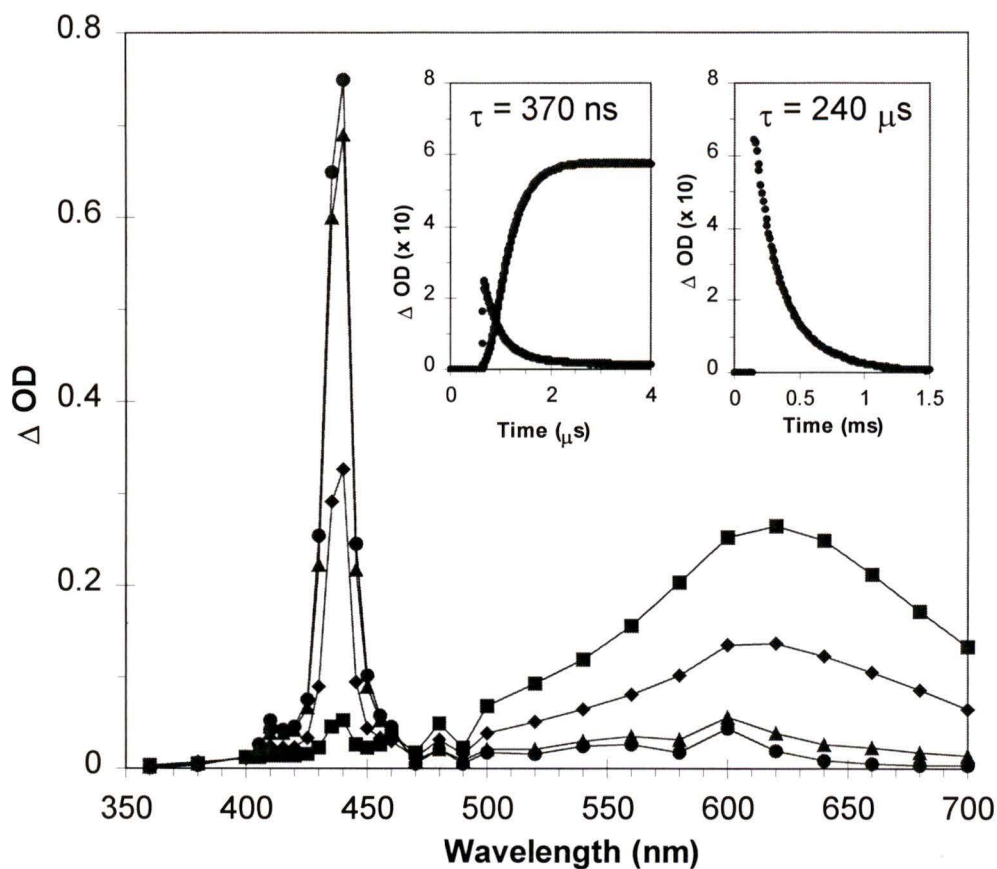 0.8
0.6
0.4
0.2
0
Δ OD
350 400 450 500 550 600 650 700
Wavelength (nm)
8
6
4
2
0
Δ OD (x 10)
τ = 370 ns
0 2 4
Time (μs)
8
6
4
2
0
Δ OD (x 10)
τ = 240 μs
0 0.5 1 1.5
Time (ms)